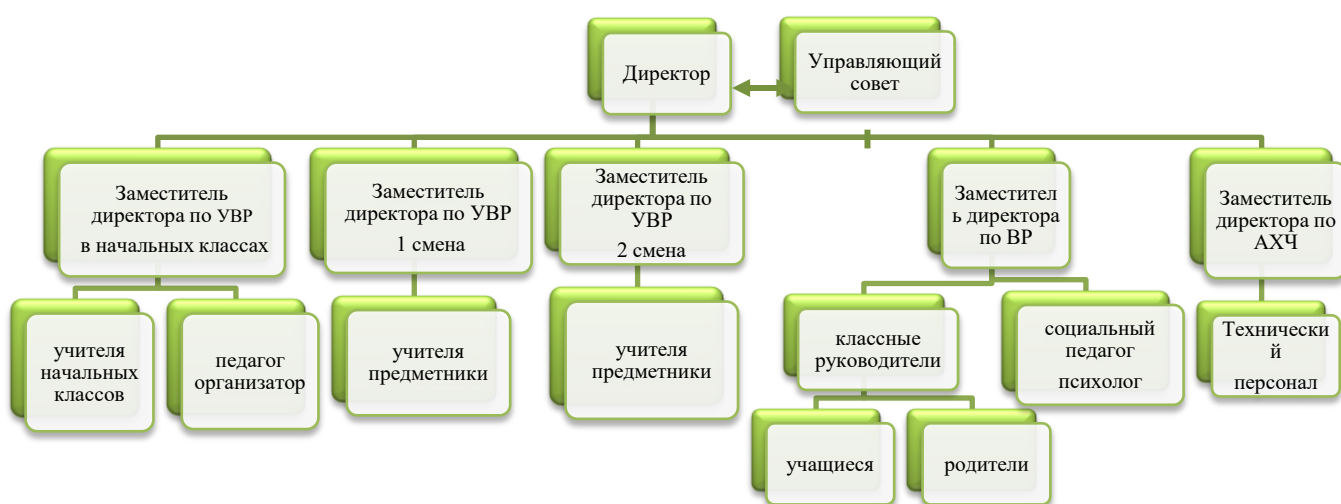 Директор
Управляющий
совет
Заместитель
директора по УВР
в начальных классах
Заместитель
директора по УВР
1 смена
Заместитель
директора по
УВР
2 смена
Заместител
ь директора
по ВР
Заместитель
директора по
АХЧ
учителя
начальных
классов
педагог
организатор
учителя
предметники
учителя
предметники
классные
руководители
социальный
педагог
психолог
Технически
й
персонал
учащиеся
родители